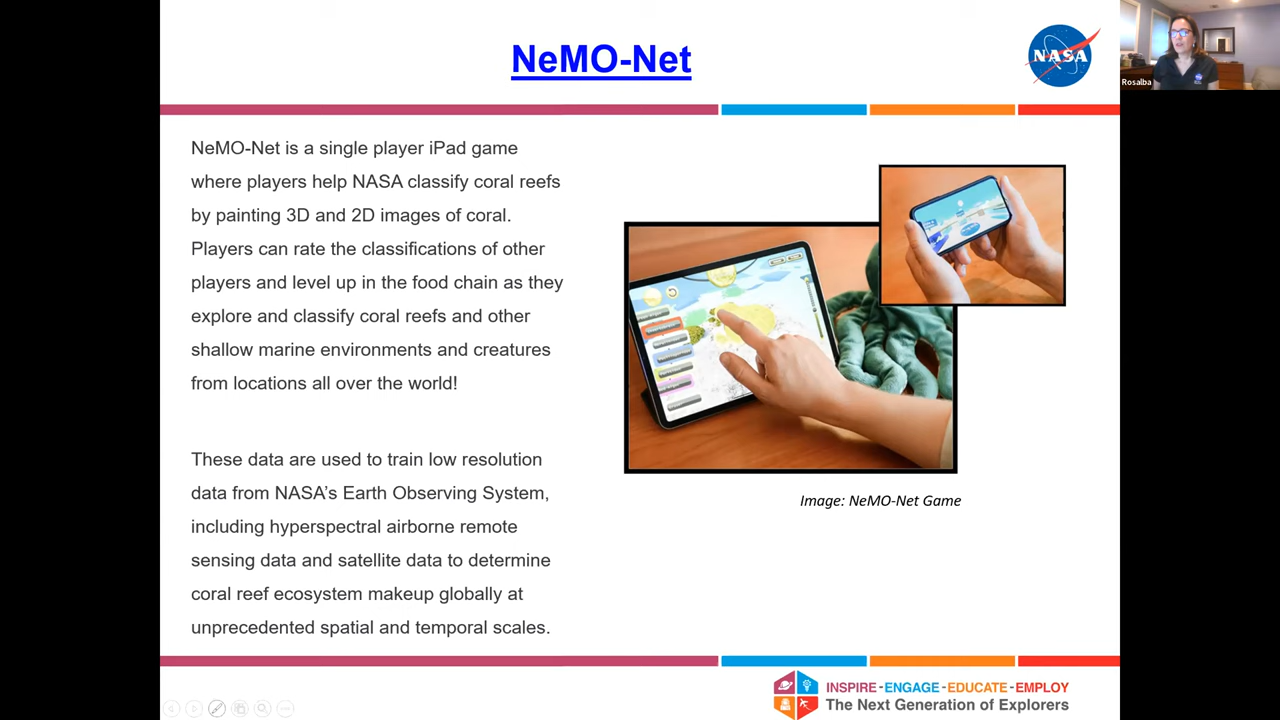 NeMO-Net
NASA
Rosalba
NeMO-Net is a single player iPad game
where players help NASA classify coral reefs
by painting 3D and 2D images of coral.
Players can rate the classifications of other
players and level up in the food chain as they
explore and classify coral reefs and other
shallow marine environments and creatures
from locations all over the world!
These data are used to train low resolution
data from NASA’s Earth Observing System,
including hyperspectral airborne remote
sensing data and satellite data to determine
coral reef ecosystem makeup globally at
unprecedented spatial and temporal scales.
Image: NeMO-Net Game
INSPIRE - ENGAGE - EDUCATE - EMPLOY
The Next Generation of Explorers